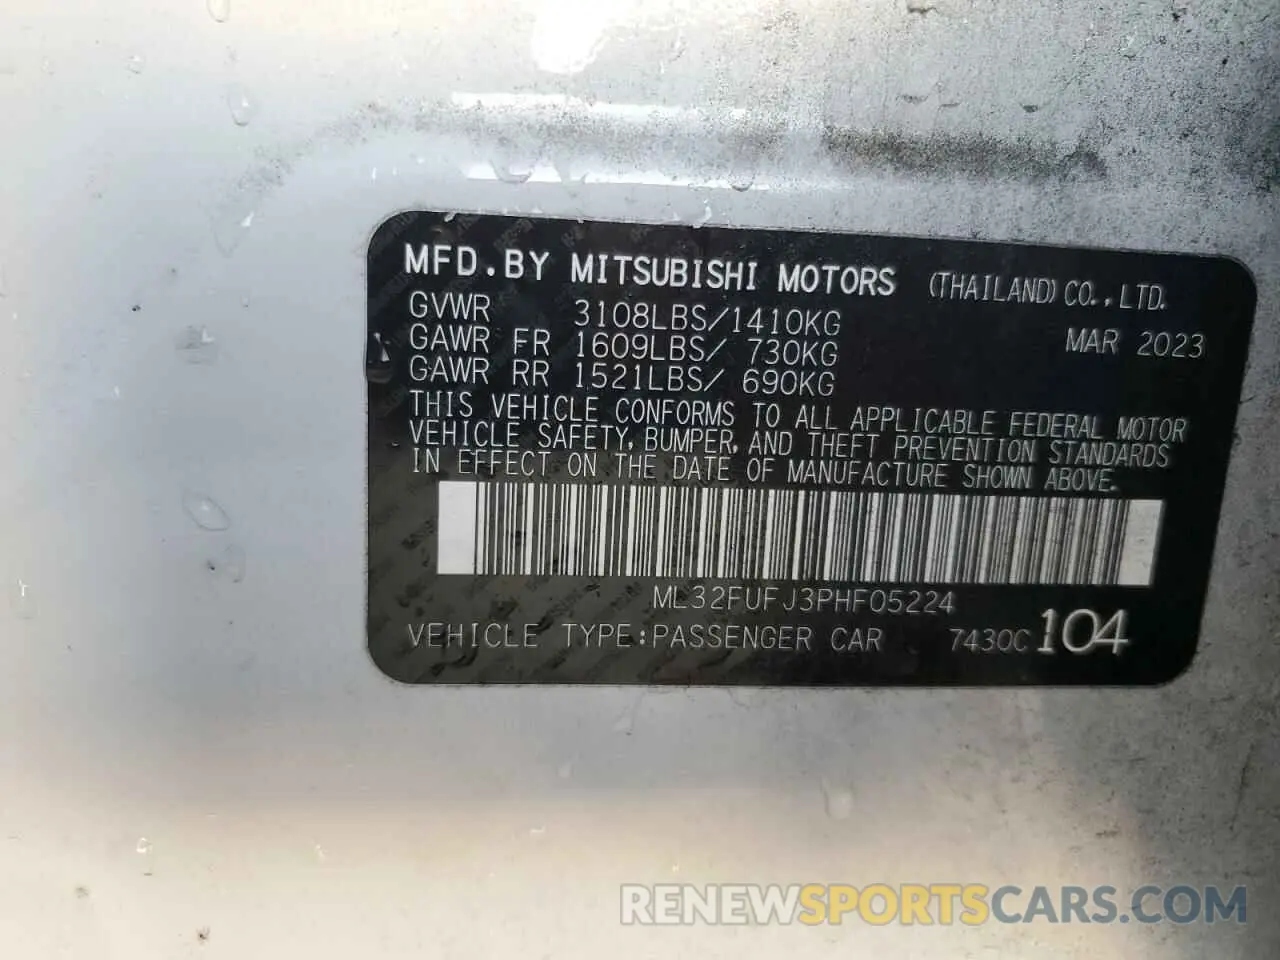 MFD.BY MITSUBISHI MOTORS (THAILAND) CO.,LTD.
GVWR 3108LBS/1410KG MAR 2023
GAWR FR 1609LBS/ 730KG
GAWR RR 1521LBS/ 690KG
THIS VEHICLE CONFORMS TO ALL APPLICABLE FEDERAL MOTOR
VEHICLE SAFETY, BUMPER, AND THEFT PREVENTION STANDARDS
IN EFFECT ON THE DATE OF MANUFACTURE SHOWN ABOVE.
ML32FUFJ3PHF05224
VEHICLE TYPE:PASSENGER CAR 7430C 104
RENEWSPORTSCARS.COM